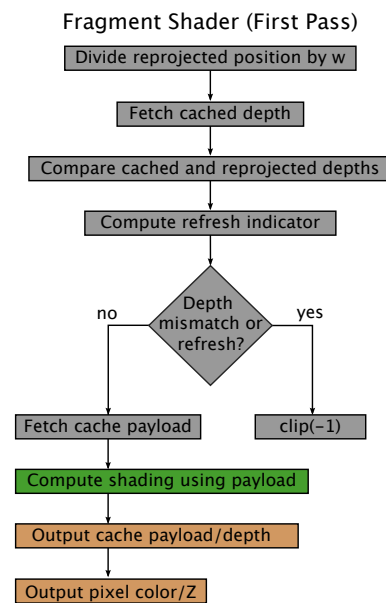 Fragment Shader (First Pass)
Divide reprojected position by w
Fetch cached depth
Compare cached and reprojected depths
Compute refresh indicator
Depth
mismatch or
refresh?
no
yes
Fetch cache payload
clip(-1)
Compute shading using payload
Output cache payload/depth
Output pixel color/Z